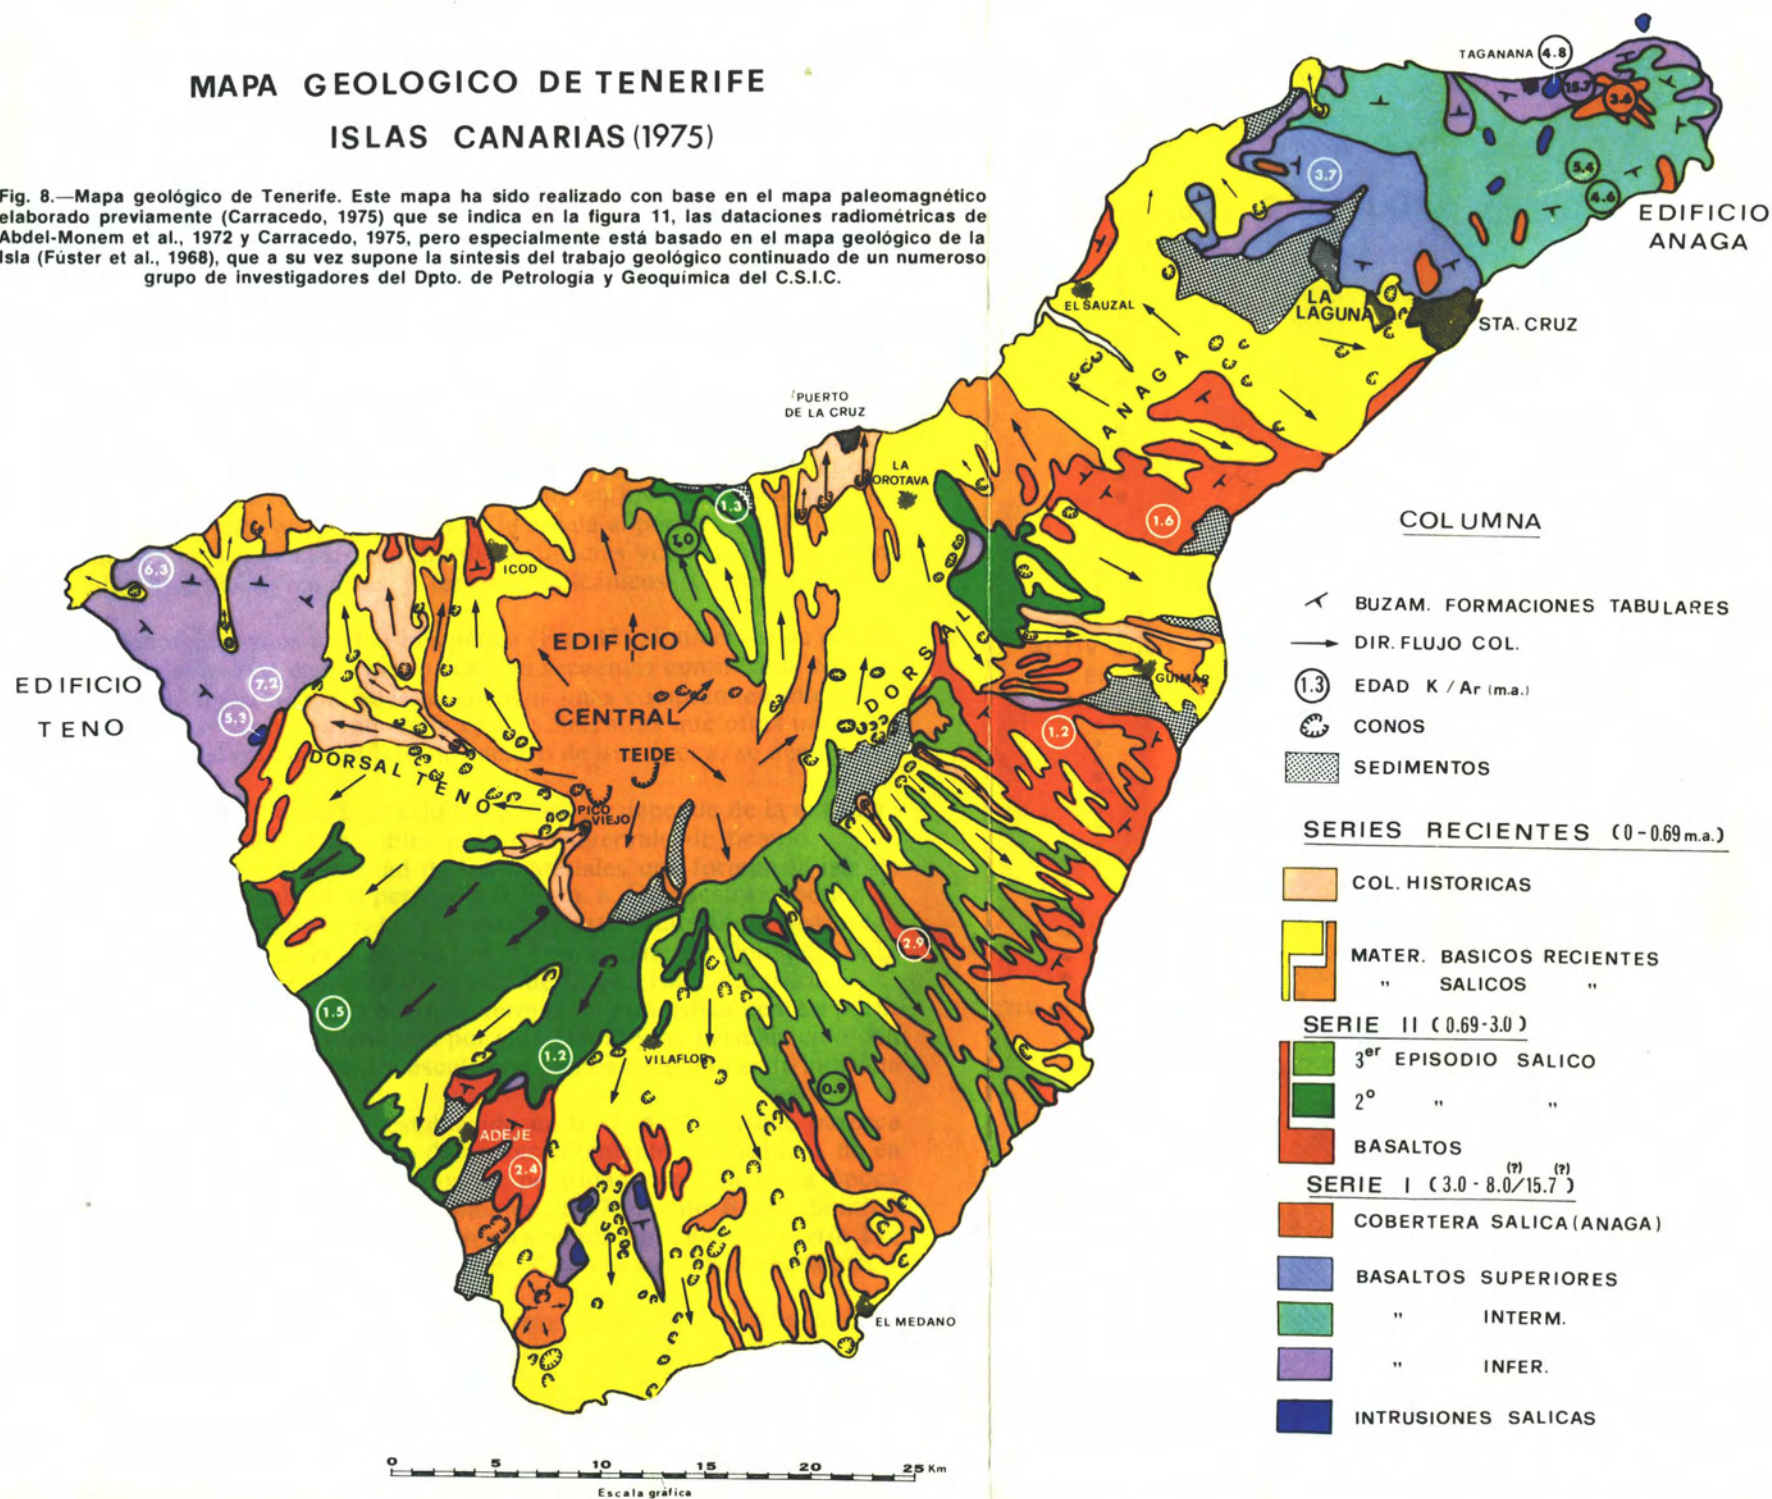 MAPA GEOLOGICO DE TENERIFE
ISLAS CANARIAS (1975)
Fig. 8.—Mapa geológico de Tenerife. Este mapa ha sido realizado con base en el mapa paleomagnético
elaborado previamente (Carracedo, 1975) que se indica en la figura 11, las dataciones radiométricas de
Abdel-Monem et al., 1972 y Carracedo, 1975, pero especialmente está basado en el mapa geológico de la
Isla (Fúster et al., 1968), que a su vez supone la síntesis del trabajo geológico continuado de un numeroso
grupo de investigadores del Dpto. de Petrología y Geoquímica del C.S.I.C.
TAGANANA 4.8
15.7
3.6
3.7
5.4
4.6
EDIFICIO
ANAGA
EL SAUZAL
LA
LAGUNA
STA. CRUZ
ANAGA
PUERTO
DE LA CRUZ
LA
OROTAVA
1.3
1.0
1.6
ICOD
6.3
EDIFICIO
CENTRAL
TEIDE
DORSAL
GÜIMAR
EDIFICIO
TENO
7.2
5.?
1.2
DORSAL TENO
PICO
VIEJO
2.9
1.5
1.2
VILAFLOR
0.9
ADEJE
2.4
EL MEDANO
0 5 10 15 20 25 Km
Escala gráfica
COLUMNA
BUZAM. FORMACIONES TABULARES
DIR. FLUJO COL.
1.3 EDAD K / Ar (m.a.)
CONOS
SEDIMENTOS
SERIES RECIENTES (0-0.69 m.a.)
COL. HISTORICAS
MATER. BASICOS RECIENTES
" SALICOS "
SERIE II (0.69-3.0)
3er EPISODIO SALICO
2º " "
BASALTOS
(?) (?)
SERIE I (3.0 - 8.0/15.7)
COBERTERA SALICA (ANAGA)
BASALTOS SUPERIORES
" INTERM.
" INFER.
INTRUSIONES SALICAS